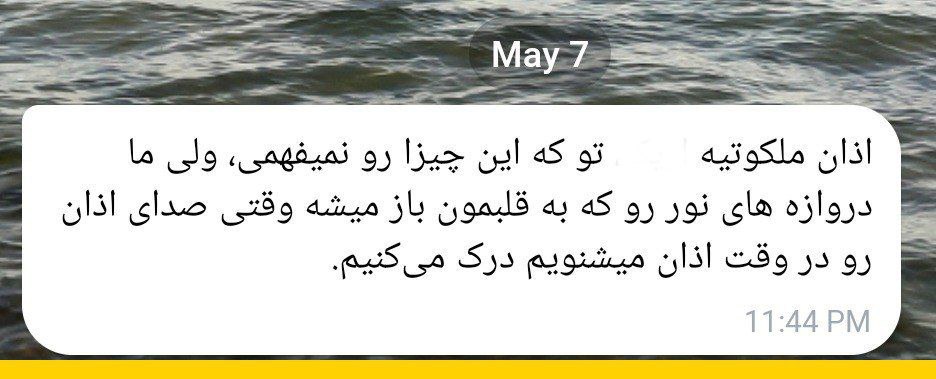 May 7
اذان ملکوتیه تو که این چیزا رو نمیفهمی، ولی ما
دروازه های نور رو که به قلبمون باز میشه وقتی صدای اذان
رو در وقت اذان میشنویم درک می‌کنیم.
11:44 PM